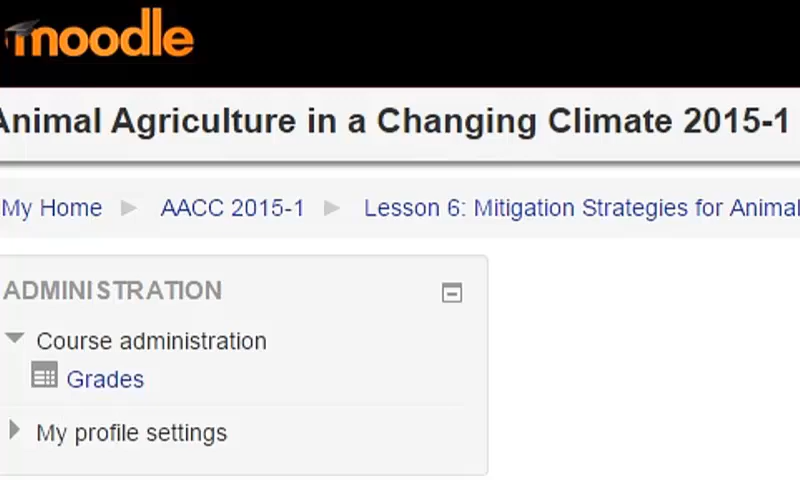 moodle
Animal Agriculture in a Changing Climate 2015-1
My Home AACC 2015-1 Lesson 6: Mitigation Strategies for Animal
ADMINISTRATION
Course administration
Grades
My profile settings